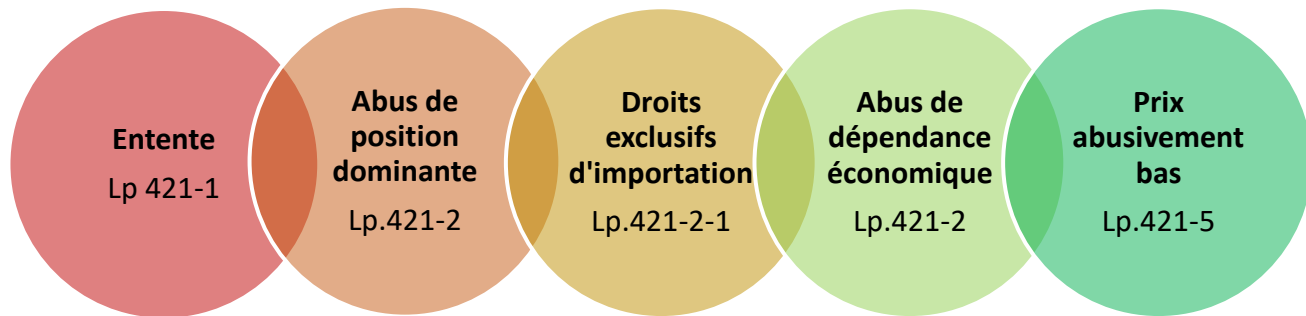 Entente
Lp 421-1
Abus de
position
dominante
Lp.421-2
Droits
exclusifs
d'importation
Lp.421-2-1
Abus de
dépendance
économique
Lp.421-2
Prix
abusivement
bas
Lp.421-5